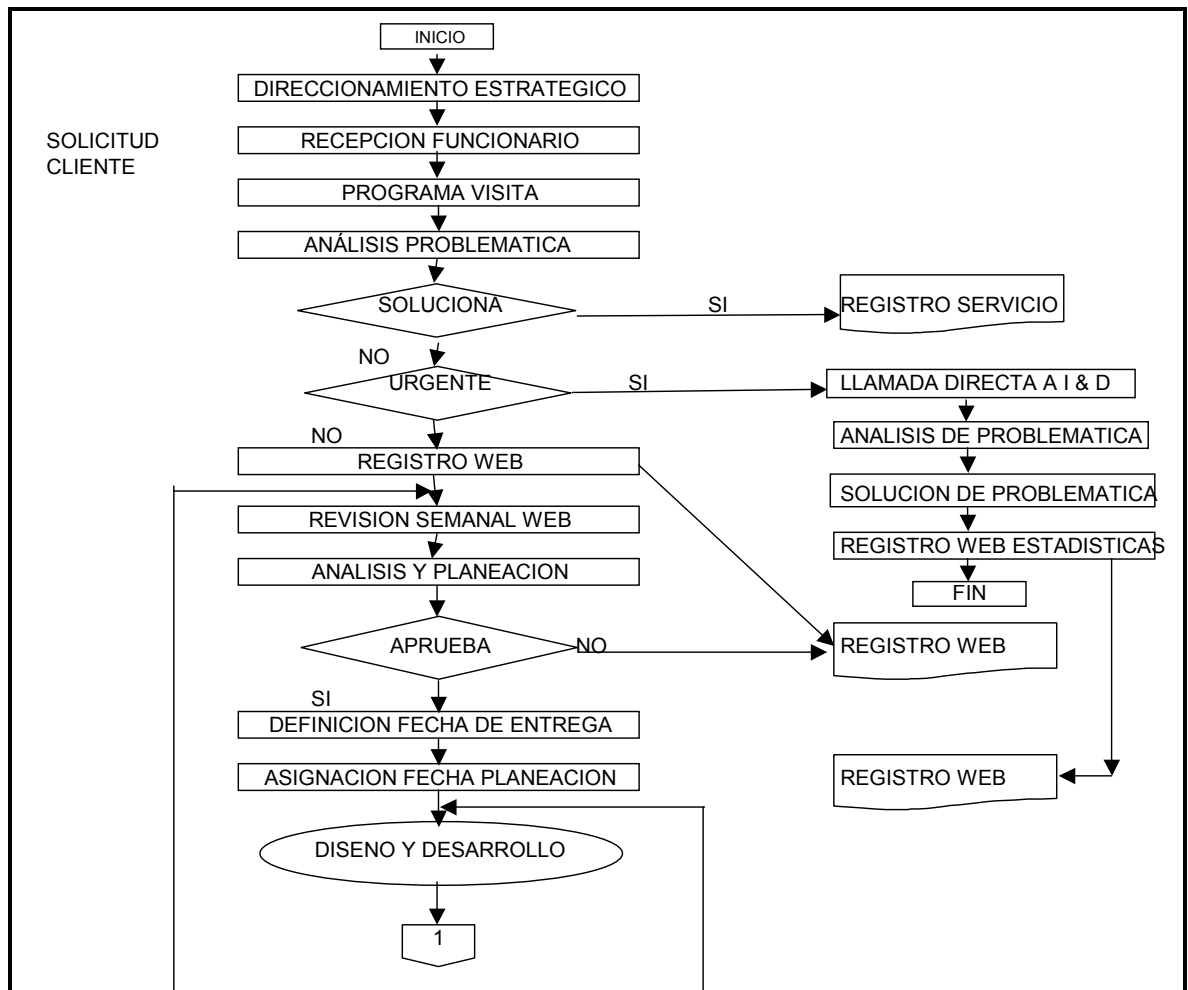 INICIO
DIRECCIONAMIENTO ESTRATEGICO
SOLICITUD
CLIENTE
RECEPCION FUNCIONARIO
PROGRAMA VISITA
ANÁLISIS PROBLEMATICA
SOLUCIONA
SI
REGISTRO SERVICIO
NO
URGENTE
SI
LLAMADA DIRECTA A I & D
ANALISIS DE PROBLEMATICA
SOLUCION DE PROBLEMATICA
REGISTRO WEB ESTADISTICAS
FIN
NO
REGISTRO WEB
REVISION SEMANAL WEB
ANALISIS Y PLANEACION
APRUEBA
NO
REGISTRO WEB
SI
DEFINICION FECHA DE ENTREGA
ASIGNACION FECHA PLANEACION
REGISTRO WEB
DISENO Y DESARROLLO
1